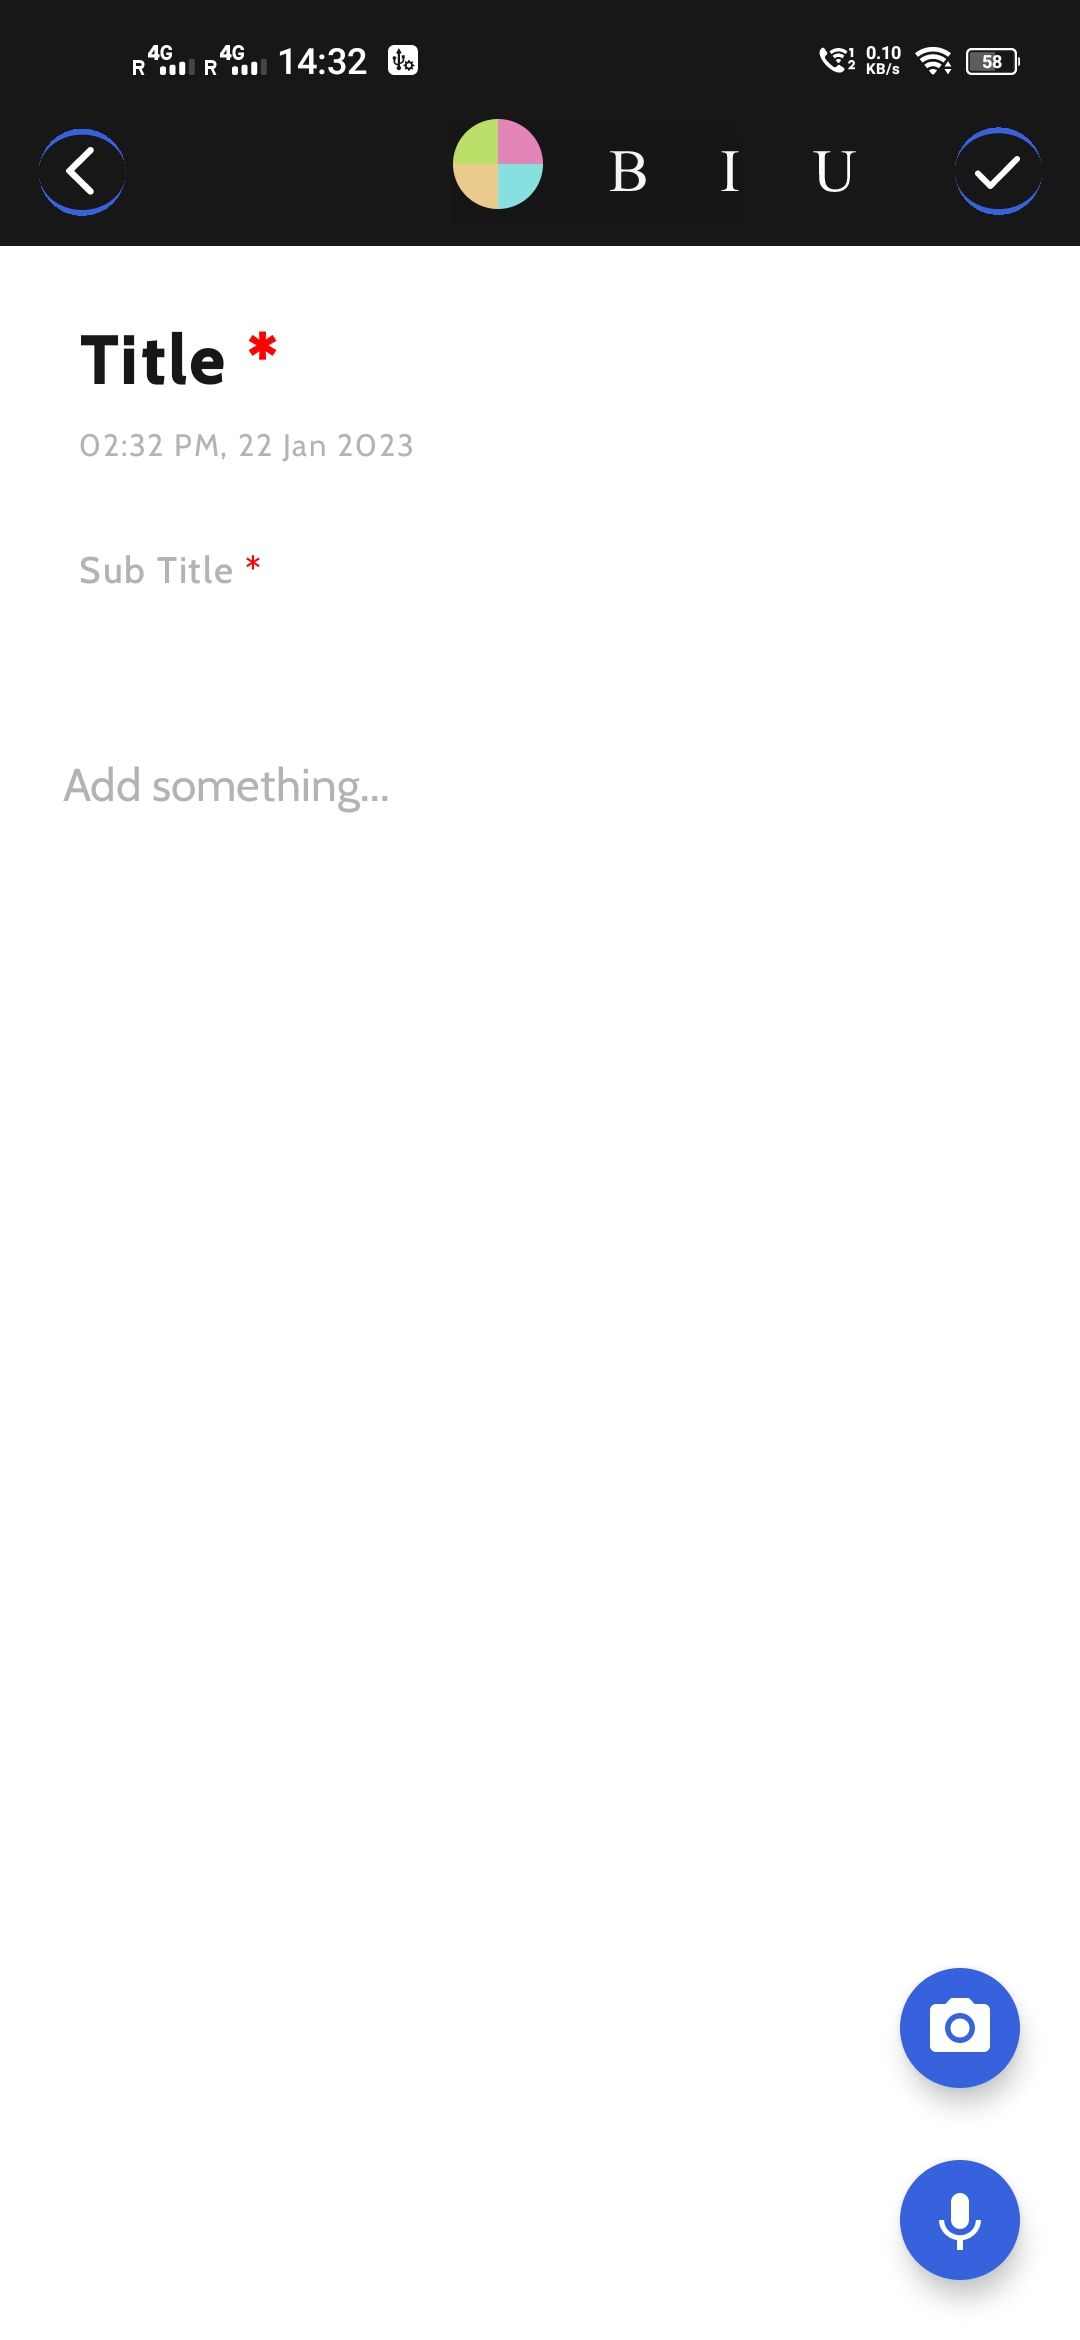 R 4G R 4G 14:32 1 2 0.10 KB/s 58
B I U
Title *
02:32 PM, 22 Jan 2023
Sub Title *
Add something...